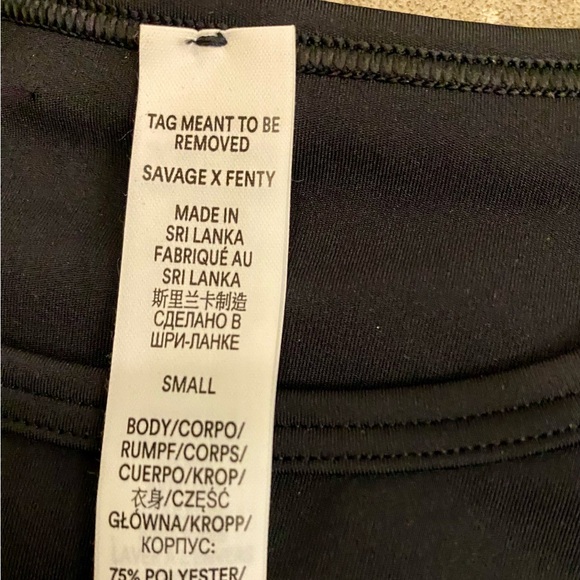 TAG MEANT TO BE
REMOVED
SAVAGE X FENTY
MADE IN
SRI LANKA
FABRIQUÉ AU
SRI LANKA
斯里兰卡制造
СДЕЛАНО В
ШРИ-ЛАНКЕ
SMALL
BODY/CORPO/
RUMPF/CORPS/
CUERPO/KROP/
衣身/CZĘŚĆ
GŁÓWNA/KROPP/
КОРПУС:
75% POLYESTER/